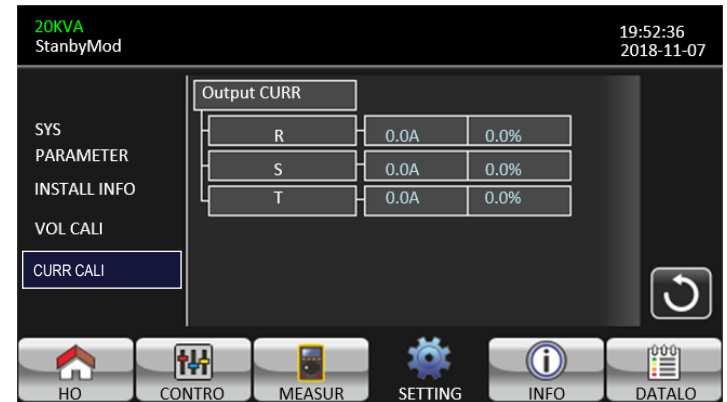 20KVA
StanbyMod
19:52:36
2018-11-07
SYS
PARAMETER
INSTALL INFO
VOL CALI
CURR CALI
Output CURR
R 0.0A 0.0%
S 0.0A 0.0%
T 0.0A 0.0%
HO CONTRO MEASUR SETTING INFO DATALO